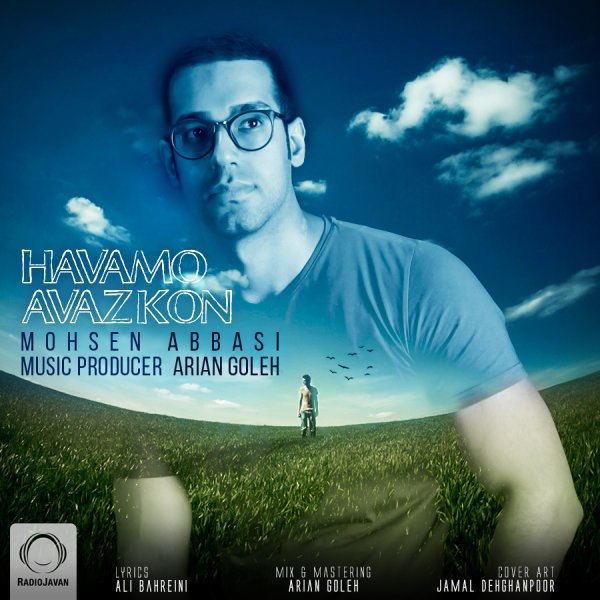 HAVAMO
AVAZ KON
MOHSEN ABBASI
MUSIC PRODUCER ARIAN GOLEH
RADIOJAVAN
LYRICS
ALI BAHREINI
MIX & MASTERING
ARIAN GOLEH
COVER ART
JAMAL DEHGHANPOOR